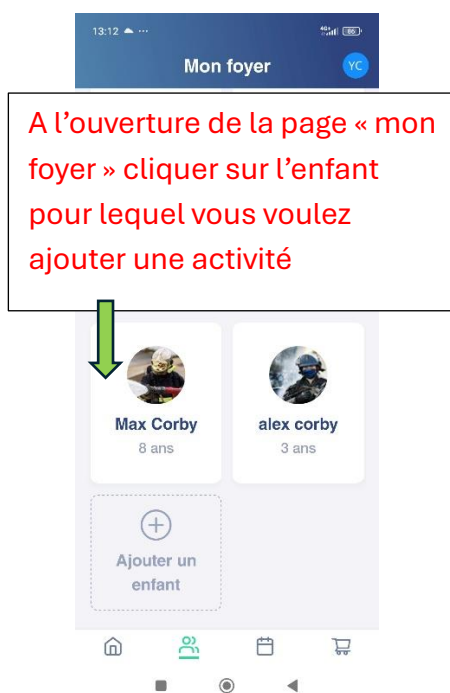 13:12
Mon foyer
YC
A l’ouverture de la page « mon
foyer » cliquer sur l’enfant
pour lequel vous voulez
ajouter une activité
Max Corby
8 ans
alex corby
3 ans
Ajouter un
enfant